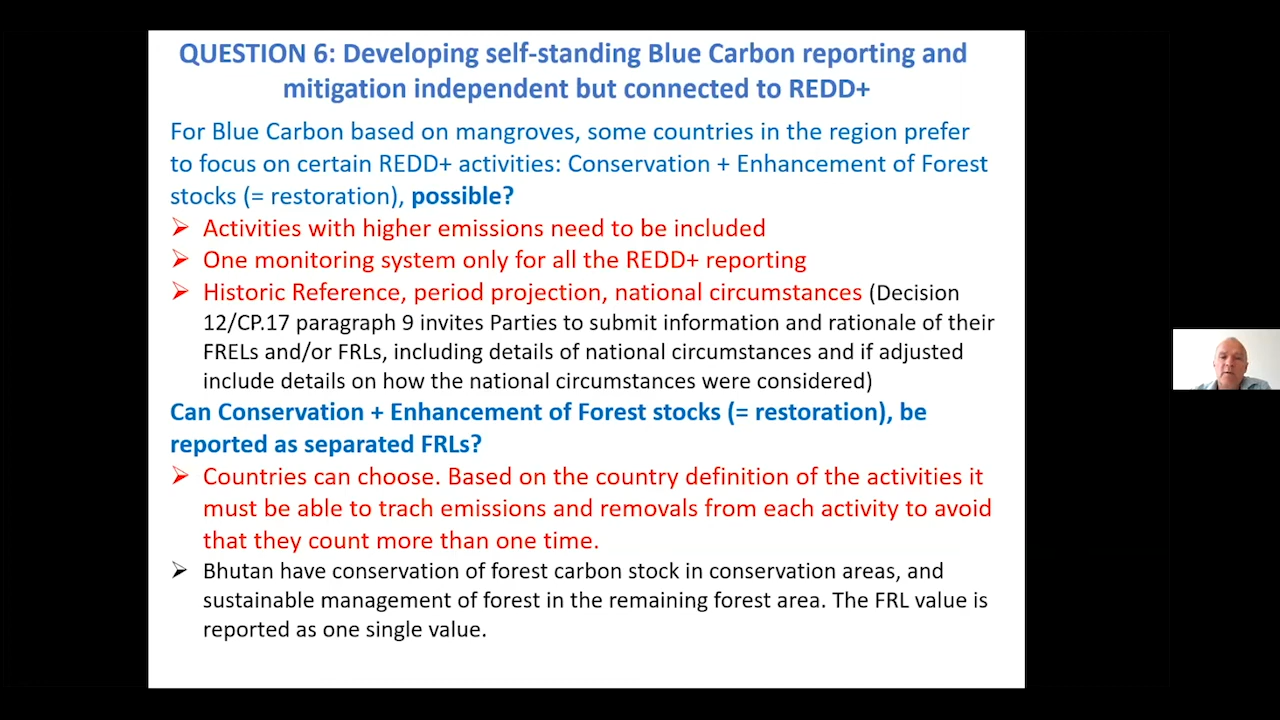 QUESTION 6: Developing self-standing Blue Carbon reporting and
mitigation independent but connected to REDD+
For Blue Carbon based on mangroves, some countries in the region prefer
to focus on certain REDD+ activities: Conservation + Enhancement of Forest
stocks (= restoration), possible?
➢ Activities with higher emissions need to be included
➢ One monitoring system only for all the REDD+ reporting
➢ Historic Reference, period projection, national circumstances (Decision
12/CP.17 paragraph 9 invites Parties to submit information and rationale of their
FRELs and/or FRLs, including details of national circumstances and if adjusted
include details on how the national circumstances were considered)
Can Conservation + Enhancement of Forest stocks (= restoration), be
reported as separated FRLs?
➢ Countries can choose. Based on the country definition of the activities it
must be able to trach emissions and removals from each activity to avoid
that they count more than one time.
➢ Bhutan have conservation of forest carbon stock in conservation areas, and
sustainable management of forest in the remaining forest area. The FRL value is
reported as one single value.